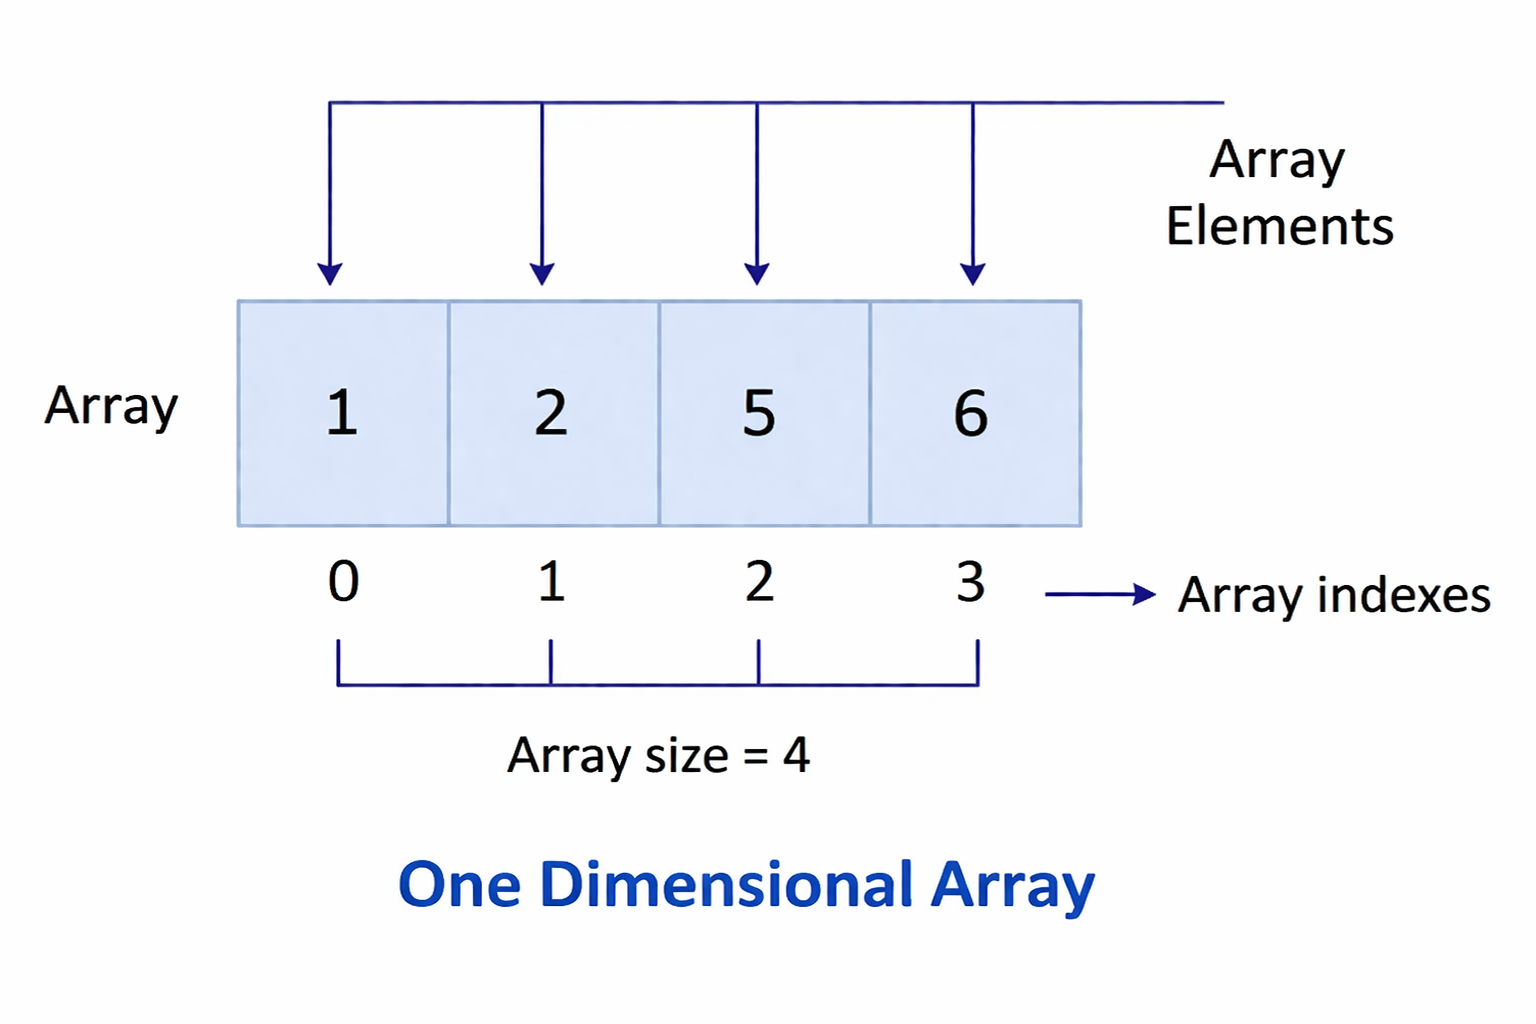 Array
Elements
Array 1 2 5 6
0 1 2 3 Array indexes
Array size = 4
One Dimensional Array